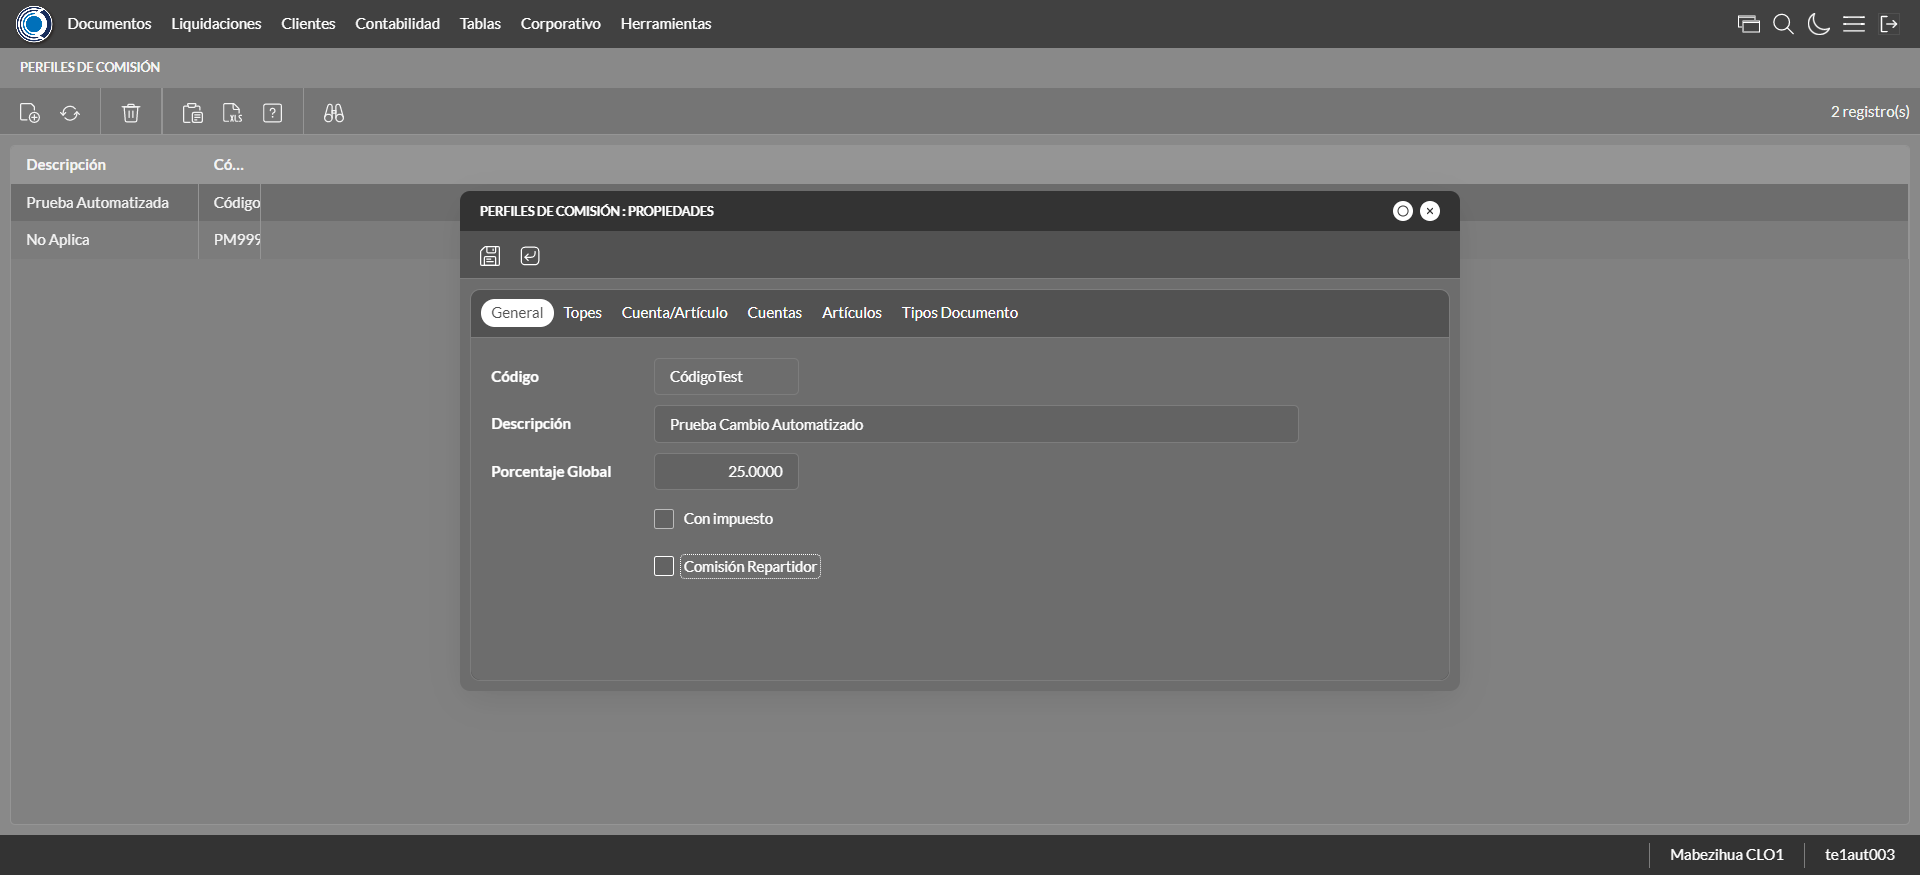 Documentos Liquidaciones Clientes Contabilidad Tablas Corporativo Herramientas
PERFILES DE COMISIÓN
XLS ? 2 registro(s)
Descripción Có...
Prueba Automatizada Código
No Aplica PM999
PERFILES DE COMISIÓN : PROPIEDADES
General Topes Cuenta/Artículo Cuentas Artículos Tipos Documento
Código CódigoTest
Descripción Prueba Cambio Automatizado
Porcentaje Global 25.0000
Con impuesto
Comisión Repartidor
Mabezihua CLO1 te1aut003